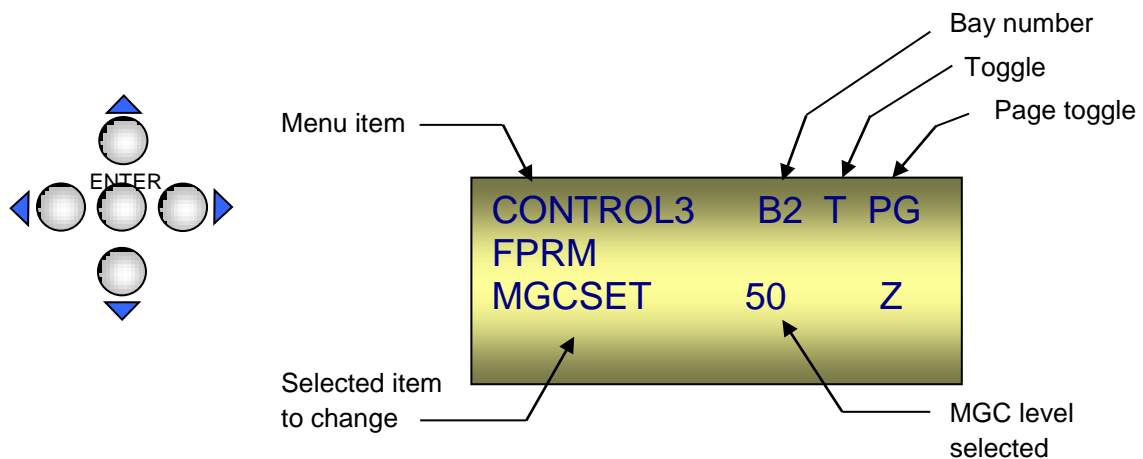 Bay number
Toggle
Page toggle
Menu item
ENTER
CONTROL3 B2 T PG
FPRM
MGCSET 50 Z
Selected item
to change
MGC level
selected